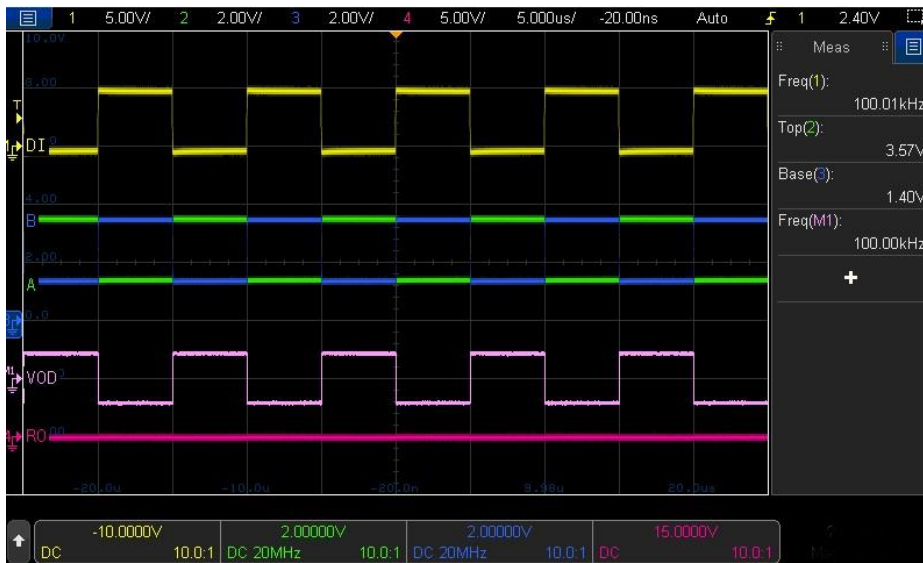 1 5.00V/ 2 2.00V/ 3 2.00V/ 4 5.00V/ 5.000us/ -20.00ns Auto 1 2.40V
10.0V
Meas
8.00
Freq(1):
100.01kHz
T
Top(2):
DI
3.57V
Base(3):
4.00
1.40V
B
Freq(M1):
2.00
100.00kHz
A
+
0.0
VOD
RO
-20.0u -10.0u -20.0n 9.98u 20.0us
-10.0000V 2.00000V 2.00000V 15.0000V
DC 10.0:1 DC 20MHz 10.0:1 DC 20MHz 10.0:1 DC 10.0:1